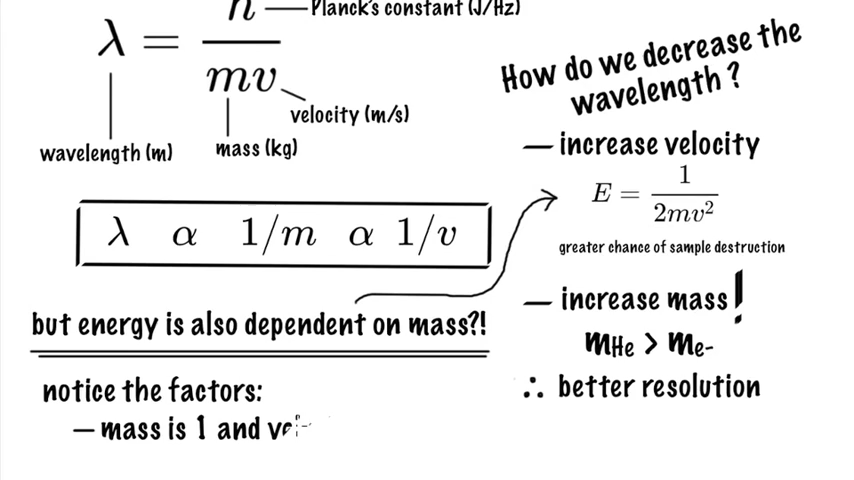 h — Planck's constant (J/Hz)
λ = h / mv
velocity (m/s)
wavelength (m)
mass (kg)
λ α 1/m α 1/v
but energy is also dependent on mass?!
notice the factors:
— mass is 1 and
How do we decrease the
wavelength ?
— increase velocity
E = 1 / 2mv²
greater chance of sample destruction
— increase mass!
mHe > me-
∴ better resolution